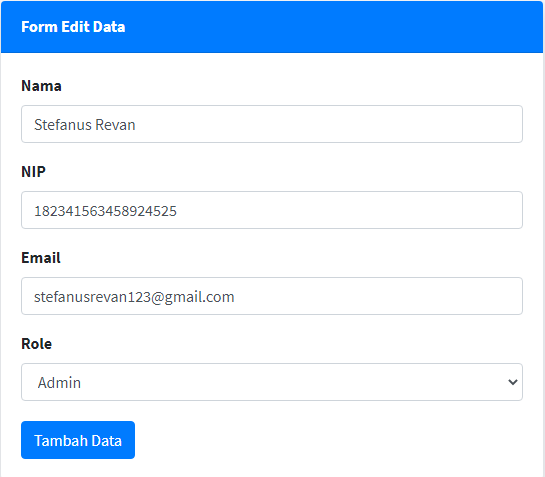 Form Edit Data
Nama
Stefanus Revan
NIP
182341563458924525
Email
stefanusrevan123@gmail.com
Role
Admin
Tambah Data